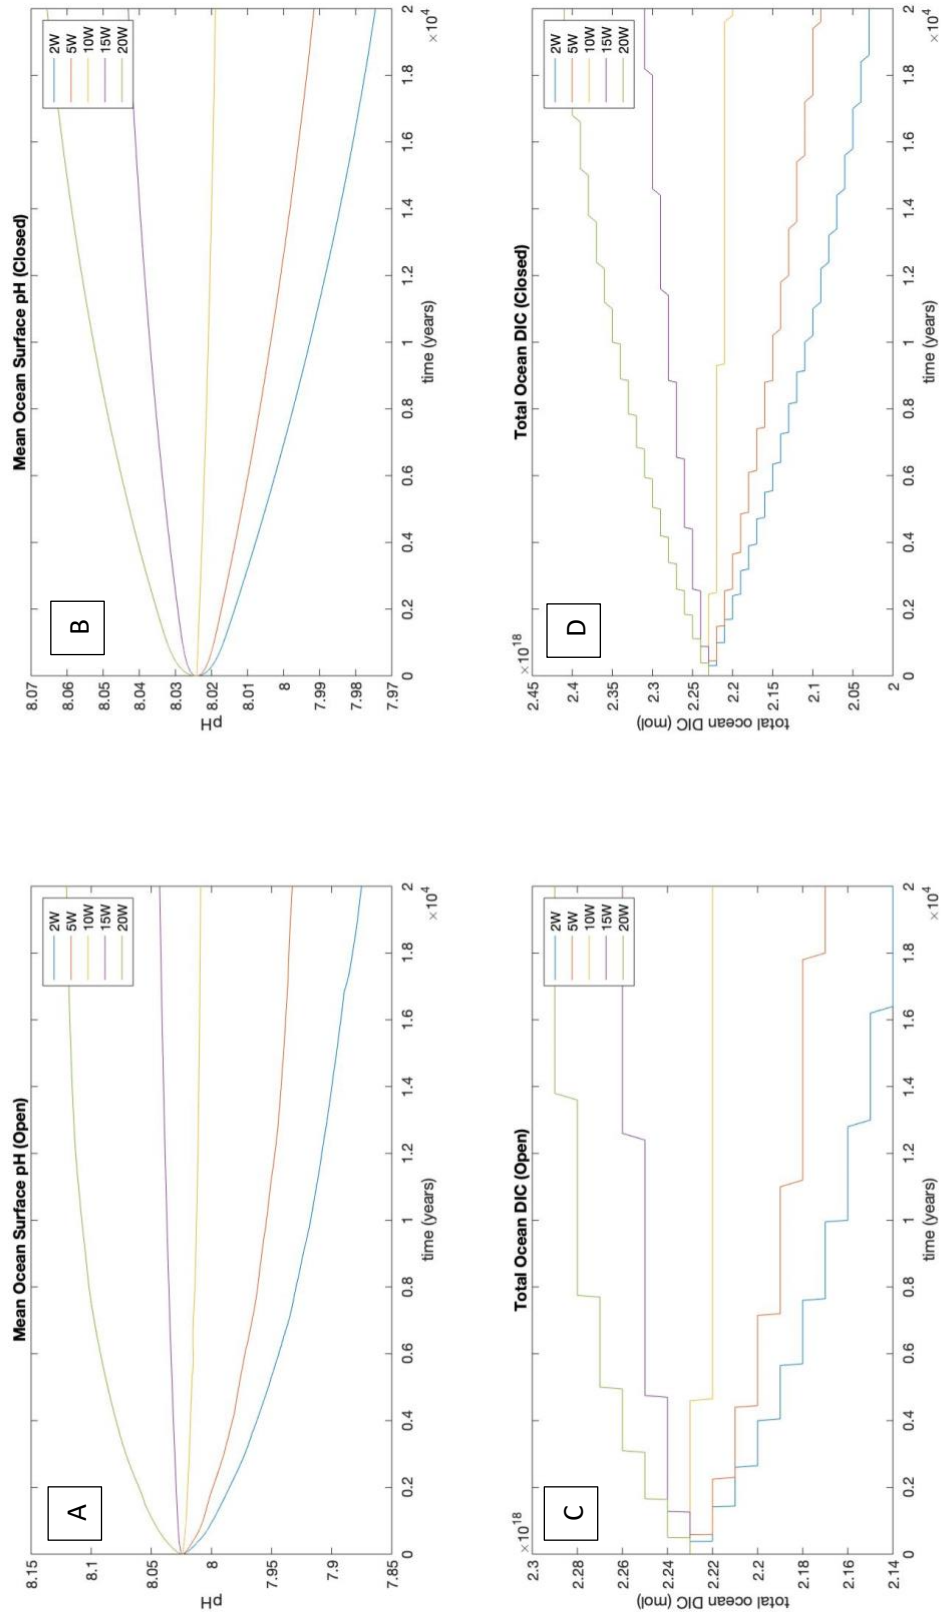 A
Mean Ocean Surface pH (Open)
8.15
8.1
8.05
8
7.95
7.9
7.85
pH
2W
5W
10W
15W
20W
0 0.2 0.4 0.6 0.8 1 1.2 1.4 1.6 1.8 2
time (years)
×10⁴
B
Mean Ocean Surface pH (Closed)
8.07
8.06
8.05
8.04
8.03
8.02
8.01
8
7.99
7.98
7.97
pH
2W
5W
10W
15W
20W
0 0.2 0.4 0.6 0.8 1 1.2 1.4 1.6 1.8 2
time (years)
×10⁴
C
Total Ocean DIC (Open)
×10¹⁸
2.3
2.28
2.26
2.24
2.22
2.2
2.18
2.16
2.14
total ocean DIC (mol)
2W
5W
10W
15W
20W
0 0.2 0.4 0.6 0.8 1 1.2 1.4 1.6 1.8 2
time (years)
×10⁴
D
Total Ocean DIC (Closed)
×10¹⁸
2.45
2.4
2.35
2.3
2.25
2.2
2.15
2.1
2.05
2
total ocean DIC (mol)
2W
5W
10W
15W
20W
0 0.2 0.4 0.6 0.8 1 1.2 1.4 1.6 1.8 2
time (years)
×10⁴